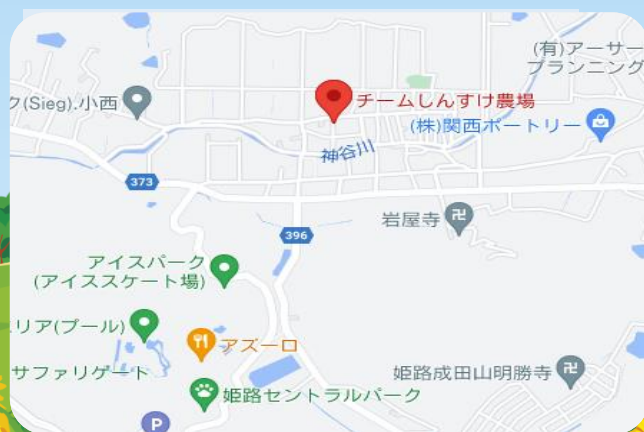 (有)アーサー
プランニング
ク(Sieg).小西
チームしんすけ農場
(株)関西ポートリー
神谷川
373
岩屋寺
396
アイスパーク
(アイススケート場)
リア(プール)
アズーロ
サファリゲート
姫路成田山明勝寺
姫路セントラルパーク
P